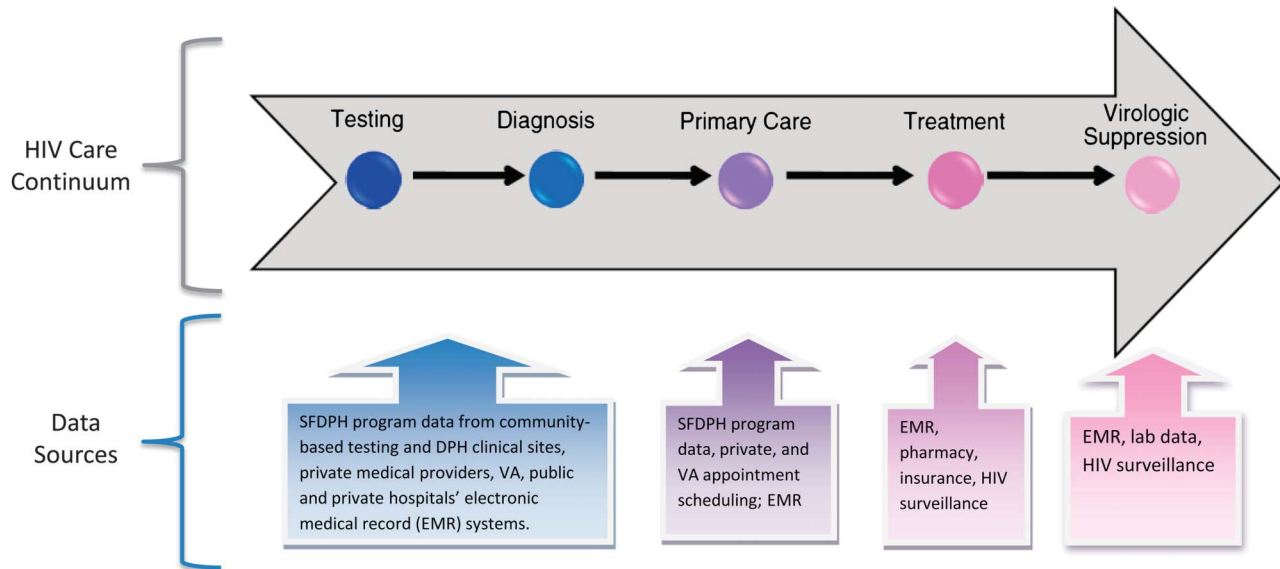 HIV Care
Continuum
Testing
Diagnosis
Primary Care
Treatment
Virologic
Suppression
Data
Sources
SFDPH program data from community-
based testing and DPH clinical sites,
private medical providers, VA, public
and private hospitals’ electronic
medical record (EMR) systems.
SFDPH program
data, private, and
VA appointment
scheduling; EMR
EMR,
pharmacy,
insurance, HIV
surveillance
EMR, lab data,
HIV surveillance